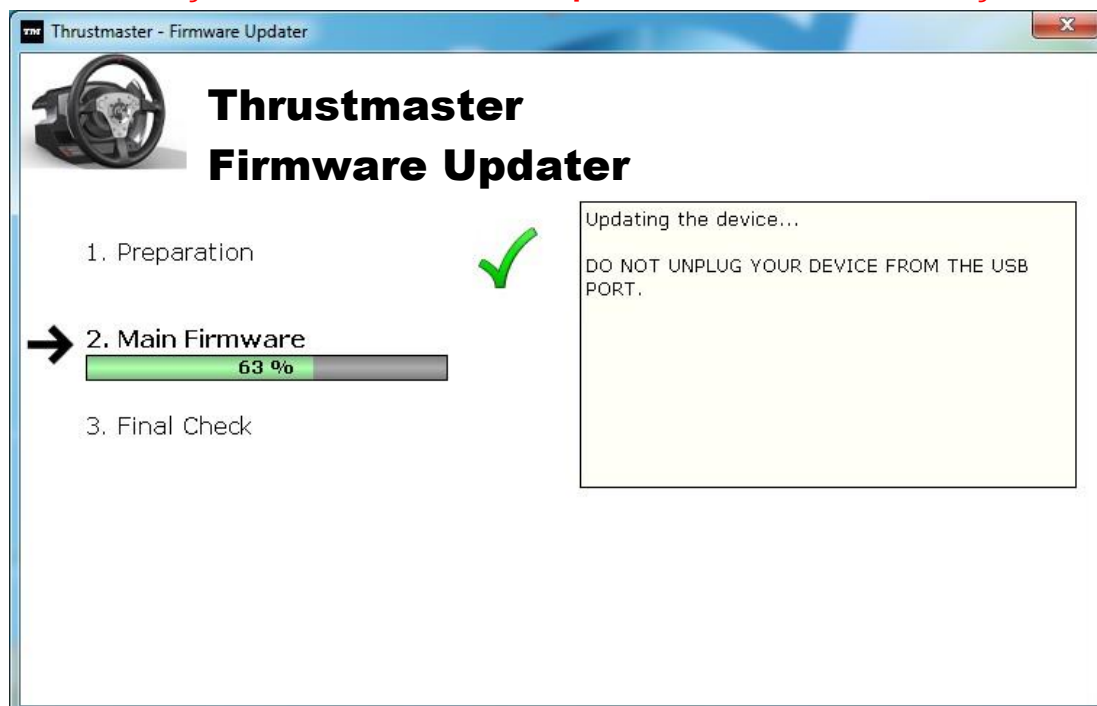 Thrustmaster - Firmware Updater
Thrustmaster
Firmware Updater
1. Preparation
Updating the device...
DO NOT UNPLUG YOUR DEVICE FROM THE USB
PORT.
2. Main Firmware
63 %
3. Final Check